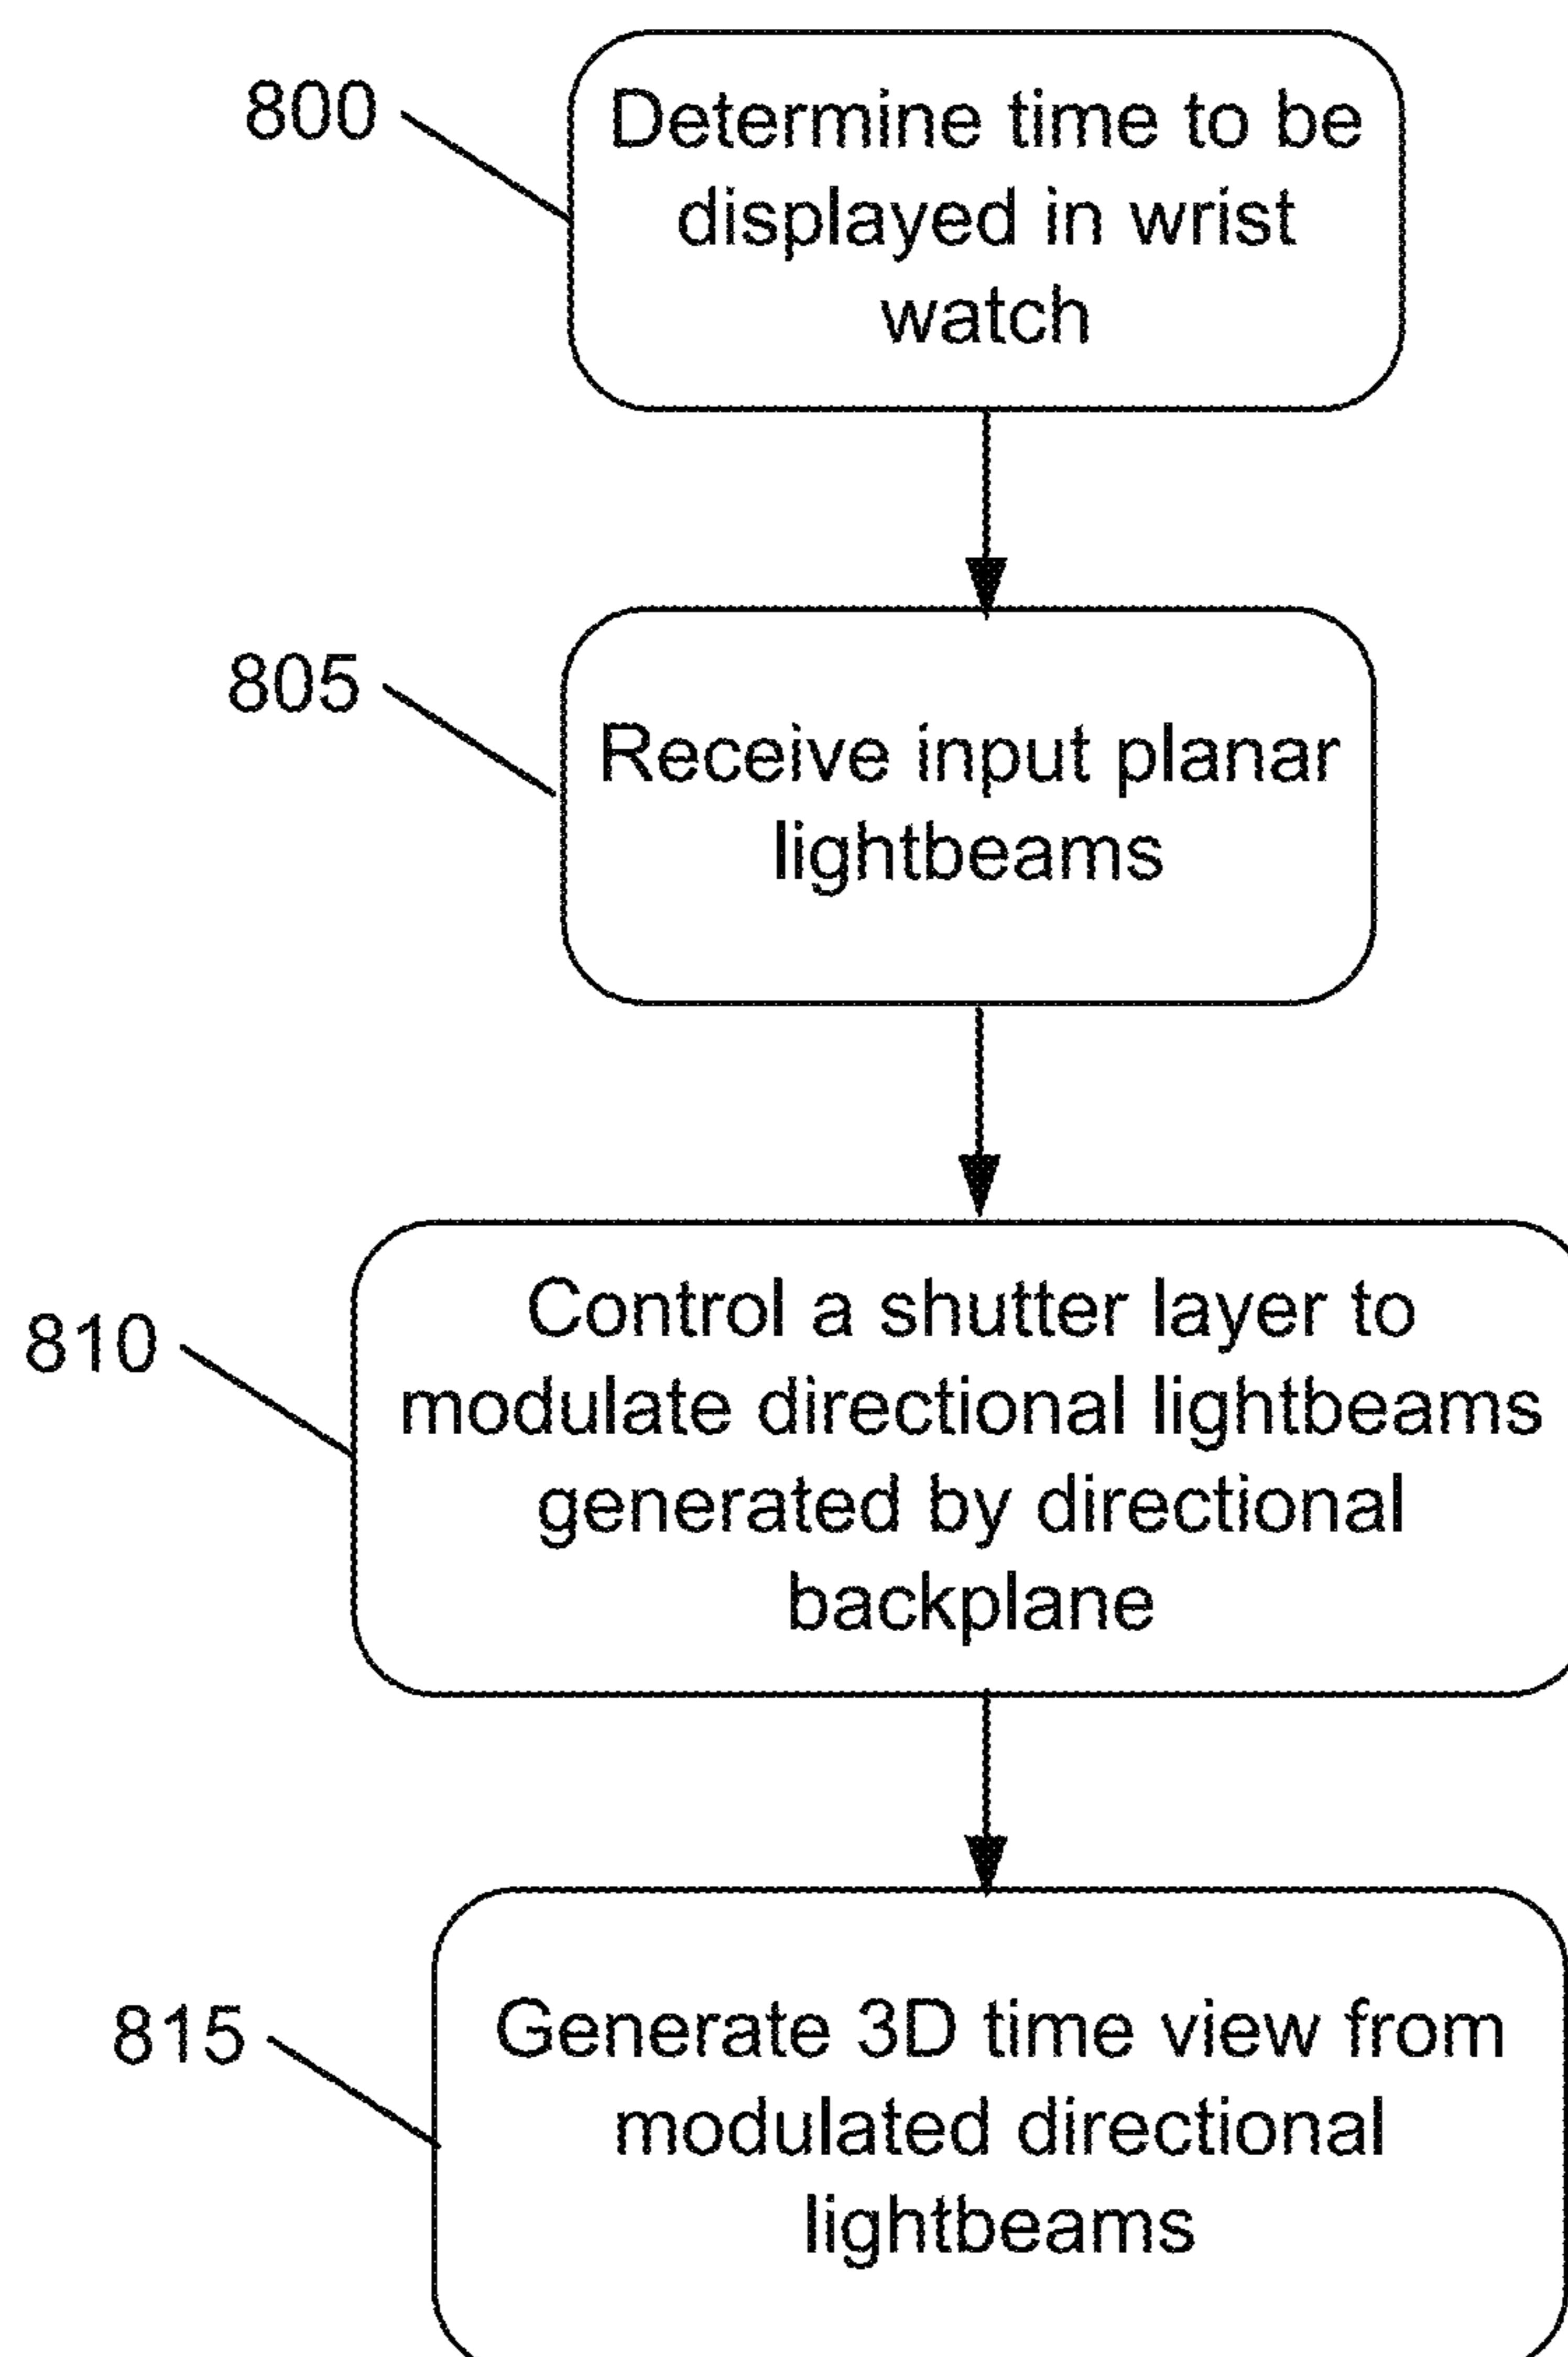 800
Determine time to be
displayed in wrist
watch
805
Receive input planar
lightbeams
810
Control a shutter layer to
modulate directional lightbeams
generated by directional
backplane
815
Generate 3D time view from
modulated directional
lightbeams